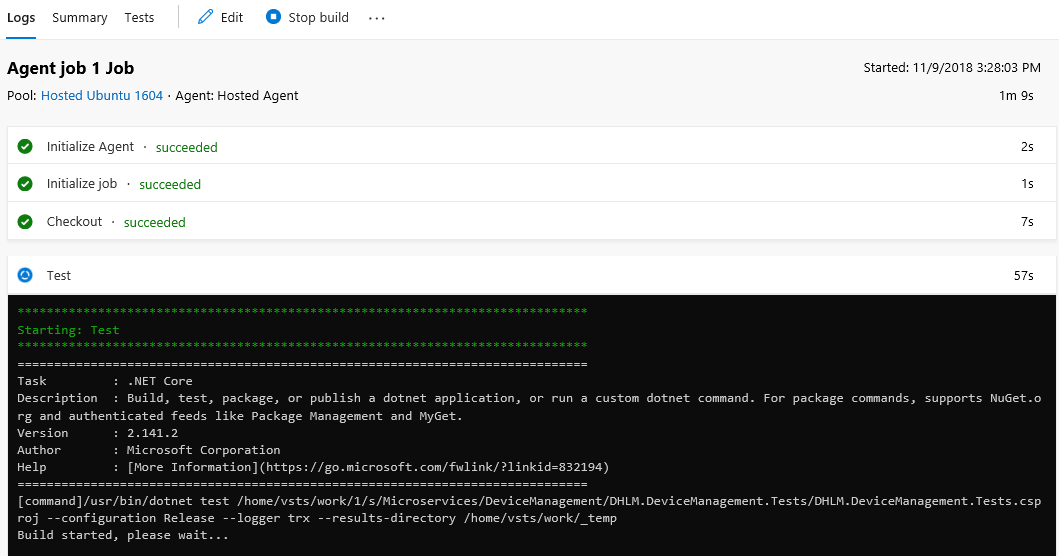 Logs Summary Tests Edit Stop build ...
Agent job 1 Job Started: 11/9/2018 3:28:03 PM
Pool: Hosted Ubuntu 1604 · Agent: Hosted Agent 1m 9s
Initialize Agent · succeeded 2s
Initialize job · succeeded 1s
Checkout · succeeded 7s
Test 57s
******************************************************************************
Starting: Test
******************************************************************************
==============================================================================
Task         : .NET Core
Description  : Build, test, package, or publish a dotnet application, or run a custom dotnet command. For package commands, supports NuGet.o
rg and authenticated feeds like Package Management and MyGet.
Version      : 2.141.2
Author       : Microsoft Corporation
Help         : [More Information](https://go.microsoft.com/fwlink/?linkid=832194)
==============================================================================
[command]/usr/bin/dotnet test /home/vsts/work/1/s/Microservices/DeviceManagement/DHLM.DeviceManagement.Tests/DHLM.DeviceManagement.Tests.csp
roj --configuration Release --logger trx --results-directory /home/vsts/work/_temp
Build started, please wait...